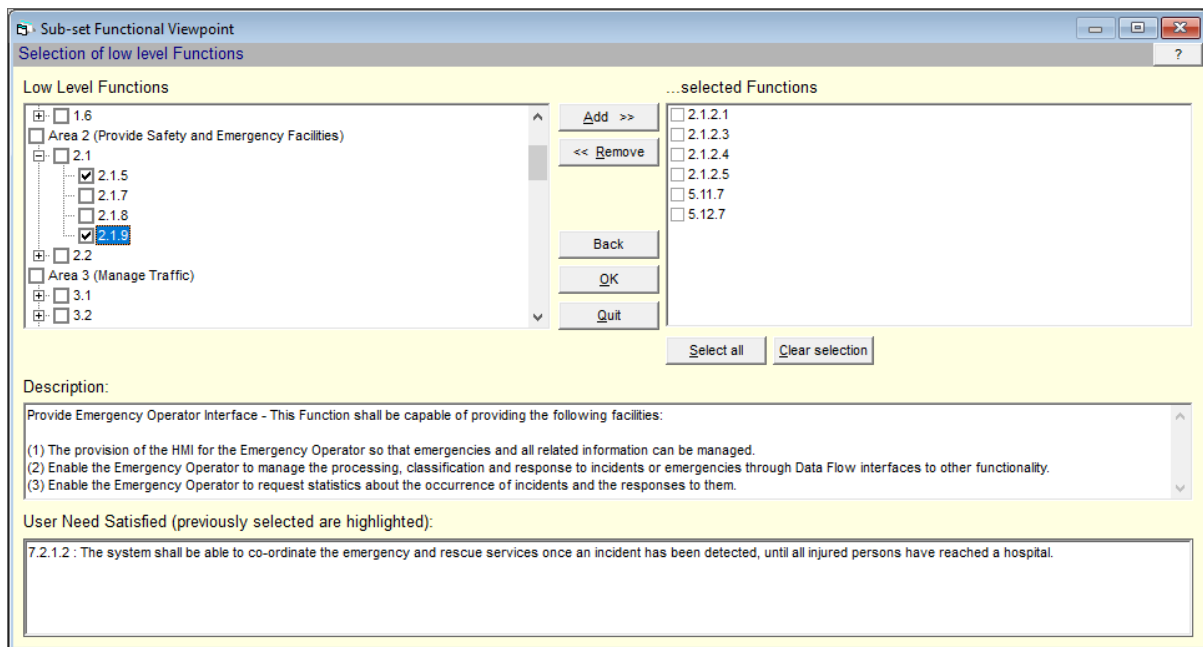 Sub-set Functional Viewpoint
Selection of low level Functions
?
Low Level Functions
...selected Functions
1.6
Area 2 (Provide Safety and Emergency Facilities)
2.1
2.1.5
2.1.7
2.1.8
2.1.9
2.2
Area 3 (Manage Traffic)
3.1
3.2
Add >>
<< Remove
Back
OK
Quit
2.1.2.1
2.1.2.3
2.1.2.4
2.1.2.5
5.11.7
5.12.7
Select all
Clear selection
Description:
Provide Emergency Operator Interface - This Function shall be capable of providing the following facilities:
(1) The provision of the HMI for the Emergency Operator so that emergencies and all related information can be managed.
(2) Enable the Emergency Operator to manage the processing, classification and response to incidents or emergencies through Data Flow interfaces to other functionality.
(3) Enable the Emergency Operator to request statistics about the occurrence of incidents and the responses to them.
User Need Satisfied (previously selected are highlighted):
7.2.1.2 : The system shall be able to co-ordinate the emergency and rescue services once an incident has been detected, until all injured persons have reached a hospital.